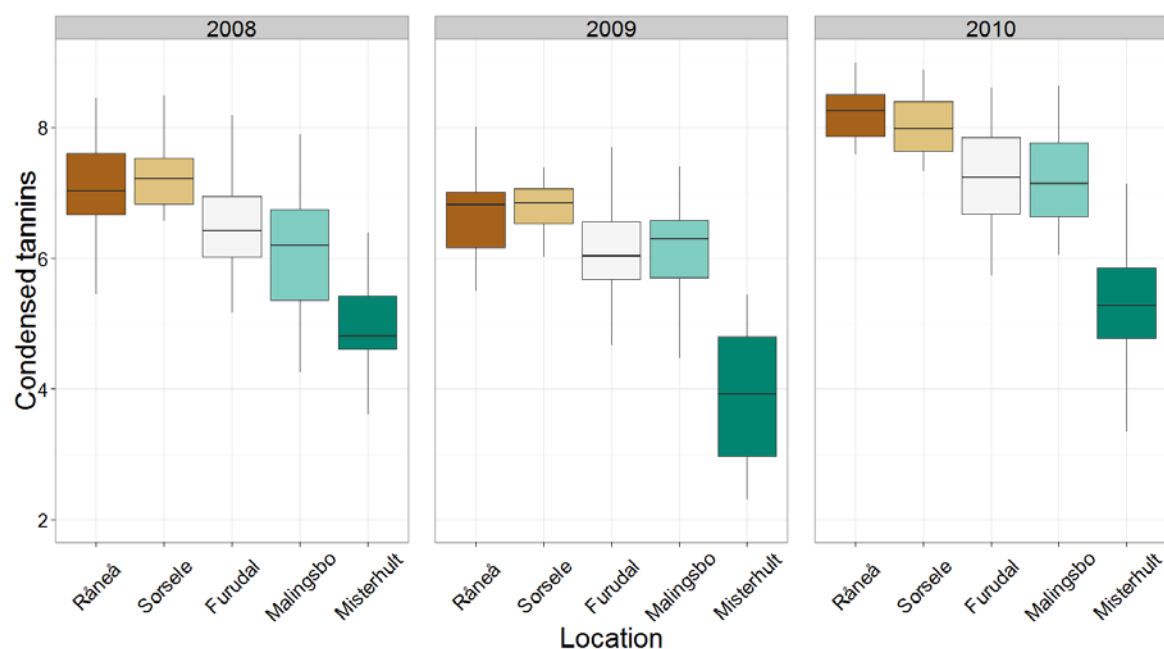 2008 2009 2010
Condensed tannins
8
6
4
2
Råneå Sorsele Furudal Malingsbo Misterhult Råneå Sorsele Furudal Malingsbo Misterhult Råneå Sorsele Furudal Malingsbo Misterhult
Location